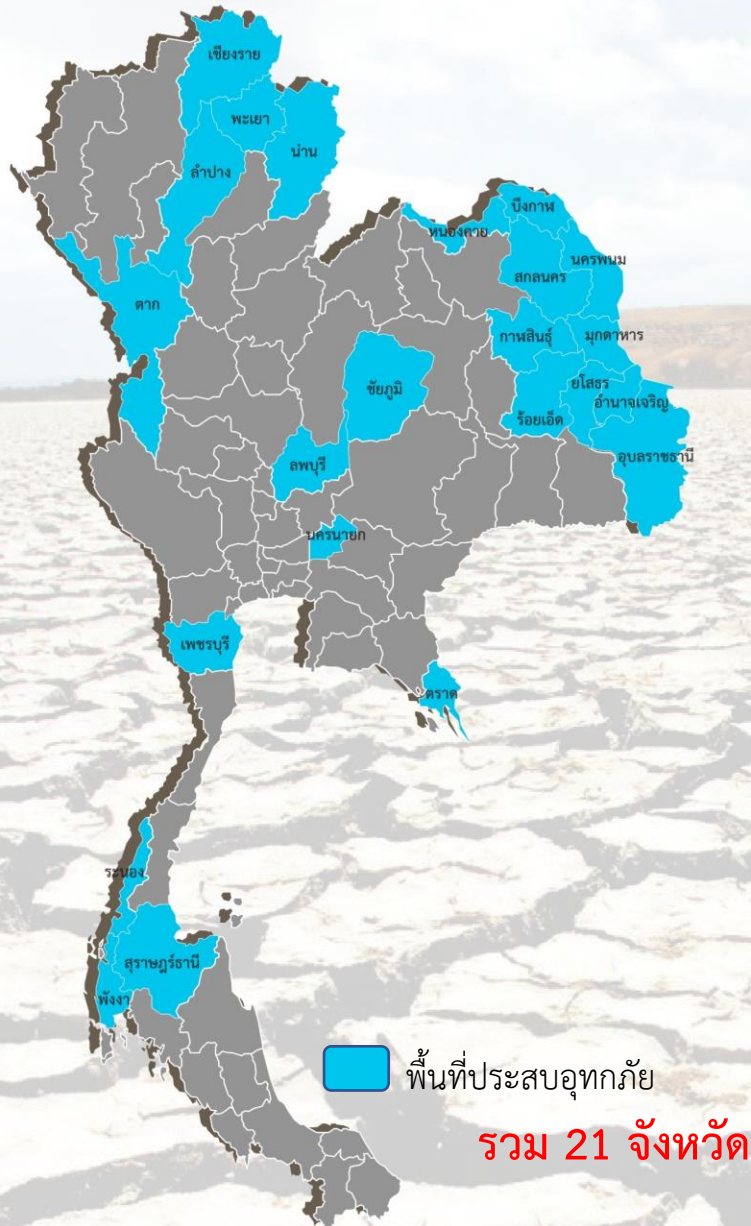 เชียงราย
พะเยา
น่าน
ลำปาง
บึงกาฬ
หนองคาย
นครพนม
สกลนคร
ตาก
กาฬสินธุ์
มุกดาหาร
ชัยภูมิ
ยโสธร
อำนาจเจริญ
ร้อยเอ็ด
อุบลราชธานี
ลพบุรี
นครนายก
เพชรบุรี
ตราด
ระนอง
สุราษฎร์ธานี
พังงา
พื้นที่ประสบอุทกภัย
รวม 21 จังหวัด